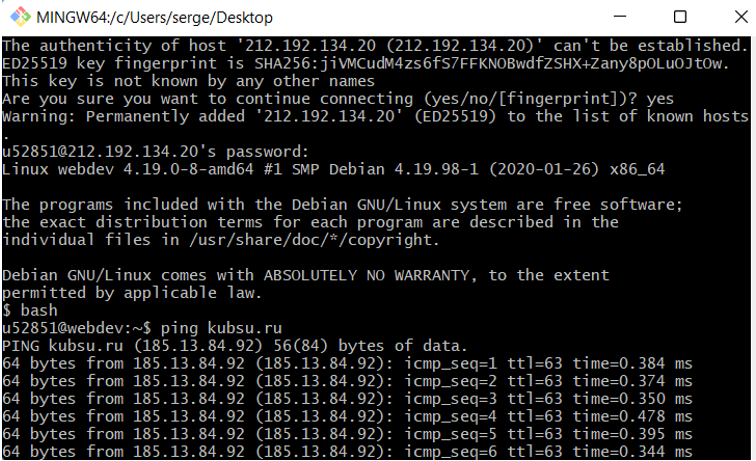 MINGW64:/c/Users/serge/Desktop
The authenticity of host '212.192.134.20 (212.192.134.20)' can't be established.
ED25519 key fingerprint is SHA256:jiVMCudM4zs6fS7FFKNOBwdfZSHX+Zany8pOLuOJtOw.
This key is not known by any other names
Are you sure you want to continue connecting (yes/no/[fingerprint])? yes
Warning: Permanently added '212.192.134.20' (ED25519) to the list of known hosts
.
u52851@212.192.134.20's password:
Linux webdev 4.19.0-8-amd64 #1 SMP Debian 4.19.98-1 (2020-01-26) x86_64
The programs included with the Debian GNU/Linux system are free software;
the exact distribution terms for each program are described in the
individual files in /usr/share/doc/*/copyright.
Debian GNU/Linux comes with ABSOLUTELY NO WARRANTY, to the extent
permitted by applicable law.
$ bash
u52851@webdev:~$ ping kubsu.ru
PING kubsu.ru (185.13.84.92) 56(84) bytes of data.
64 bytes from 185.13.84.92 (185.13.84.92): icmp_seq=1 ttl=63 time=0.384 ms
64 bytes from 185.13.84.92 (185.13.84.92): icmp_seq=2 ttl=63 time=0.374 ms
64 bytes from 185.13.84.92 (185.13.84.92): icmp_seq=3 ttl=63 time=0.350 ms
64 bytes from 185.13.84.92 (185.13.84.92): icmp_seq=4 ttl=63 time=0.478 ms
64 bytes from 185.13.84.92 (185.13.84.92): icmp_seq=5 ttl=63 time=0.395 ms
64 bytes from 185.13.84.92 (185.13.84.92): icmp_seq=6 ttl=63 time=0.344 ms